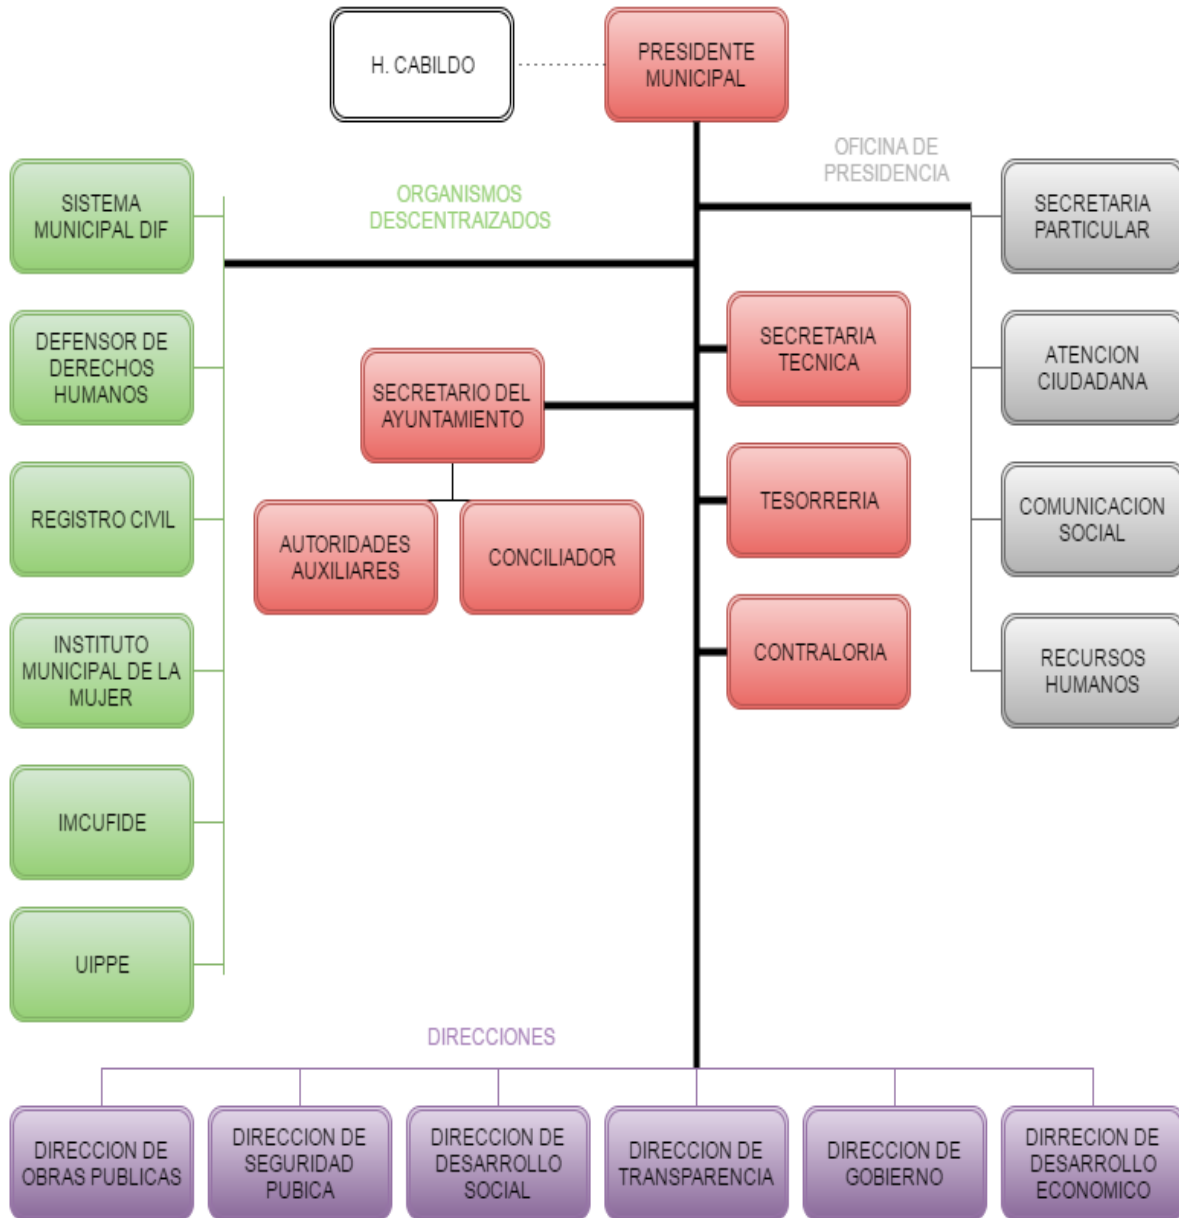 H. CABILDO
PRESIDENTE
MUNICIPAL
OFICINA DE
PRESIDENCIA
ORGANISMOS
DESCENTRAIZADOS
SISTEMA
MUNICIPAL DIF
DEFENSOR DE
DERECHOS
HUMANOS
REGISTRO CIVIL
INSTITUTO
MUNICIPAL DE LA
MUJER
IMCUFIDE
UIPPE
SECRETARIO DEL
AYUNTAMIENTO
AUTORIDADES
AUXILIARES
CONCILIADOR
SECRETARIA
TECNICA
TESORRERIA
CONTRALORIA
SECRETARIA
PARTICULAR
ATENCION
CIUDADANA
COMUNICACION
SOCIAL
RECURSOS
HUMANOS
DIRECCIONES
DIRECCION DE
OBRAS PUBLICAS
DIRECCION DE
SEGURIDAD
PUBICA
DIRECCION DE
DESARROLLO
SOCIAL
DIRECCION DE
TRANSPARENCIA
DIRECCION DE
GOBIERNO
DIRRECION DE
DESARROLLO
ECONOMICO